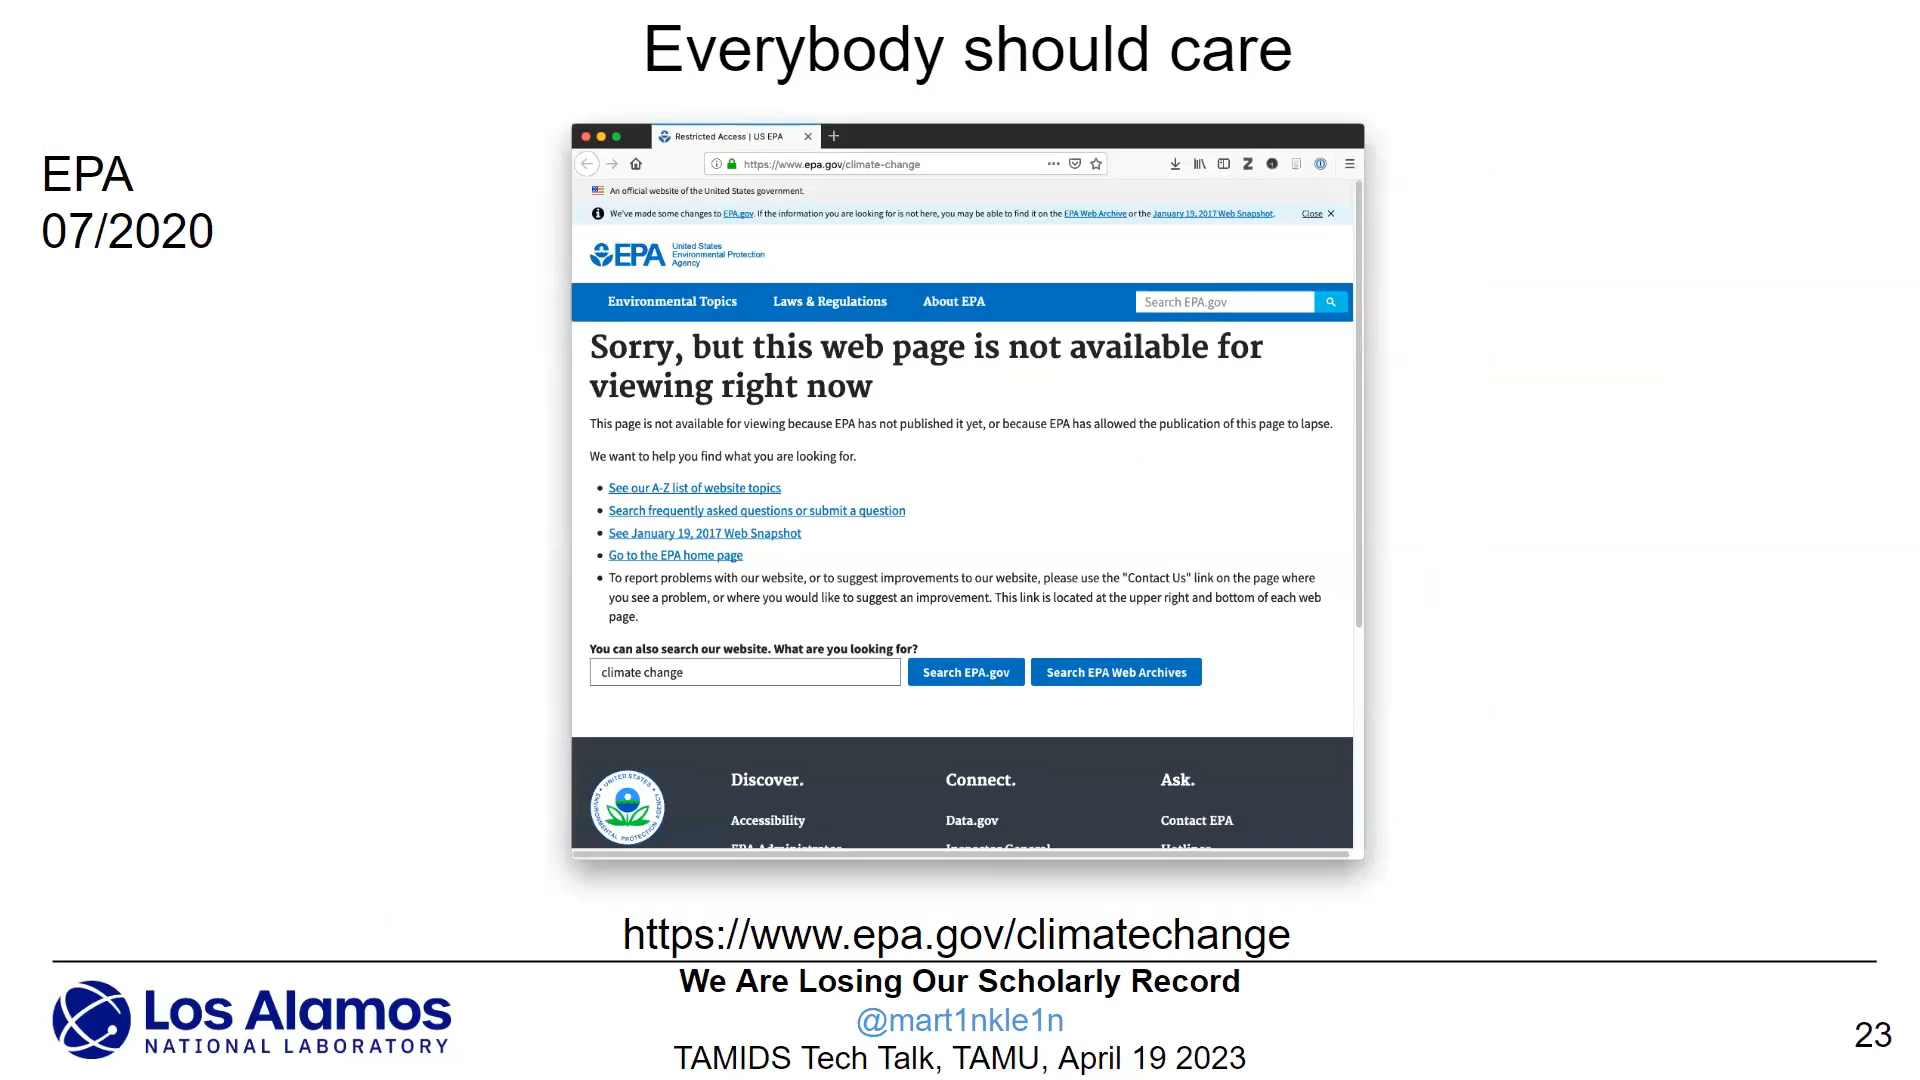 Everybody should care
EPA
07/2020
Restricted Access | US EPA
https://www.epa.gov/climate-change
An official website of the United States government.
We've made some changes to EPA.gov. If the information you are looking for is not here, you may be able to find it on the EPA Web Archive or the January 19, 2017 Web Snapshot. Close X
EPA
United States
Environmental Protection
Agency
Environmental Topics Laws & Regulations About EPA Search EPA.gov
Sorry, but this web page is not available for
viewing right now
This page is not available for viewing because EPA has not published it yet, or because EPA has allowed the publication of this page to lapse.
We want to help you find what you are looking for.
• See our A-Z list of website topics
• Search frequently asked questions or submit a question
• See January 19, 2017 Web Snapshot
• Go to the EPA home page
• To report problems with our website, or to suggest improvements to our website, please use the "Contact Us" link on the page where
you see a problem, or where you would like to suggest an improvement. This link is located at the upper right and bottom of each web
page.
You can also search our website. What are you looking for?
climate change Search EPA.gov Search EPA Web Archives
UNITED STATES ENVIRONMENTAL PROTECTION AGENCY
Discover. Connect. Ask.
Accessibility Data.gov Contact EPA
EPA Administrator Inspector General Hotlines
https://www.epa.gov/climatechange
We Are Losing Our Scholarly Record
@mart1nkle1n
TAMIDS Tech Talk, TAMU, April 19 2023
Los Alamos
NATIONAL LABORATORY
23